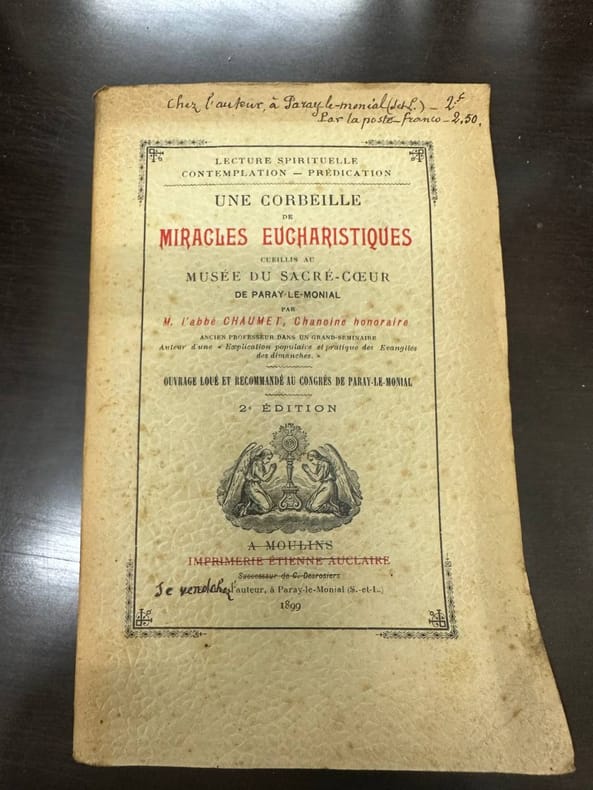 Chez l'auteur, à Paray-le-monial (S.et L.) – 2f
Par la poste – franco – 2,50.
LECTURE SPIRITUELLE
CONTEMPLATION — PRÉDICATION
UNE CORBEILLE
DE
MIRACLES EUCHARISTIQUES
CUEILLIS AU
MUSÉE DU SACRÉ-CŒUR
DE PARAY-LE-MONIAL
PAR
M. l'abbé CHAUMET, Chanoine honoraire
ANCIEN PROFESSEUR DANS UN GRAND-SEMINAIRE
Auteur d'une « Explication populaire et pratique des Evangiles
des dimanches. »
OUVRAGE LOUÉ ET RECOMMANDÉ AU CONGRÈS DE PARAY-LE-MONIAL
2e ÉDITION
A MOULINS
IMPRIMERIE ÉTIENNE AUCLAIRE
Successeur de C. Desrosiers
Se vend chez l'auteur, à Paray-le-Monial (S.-et-L.)
1899